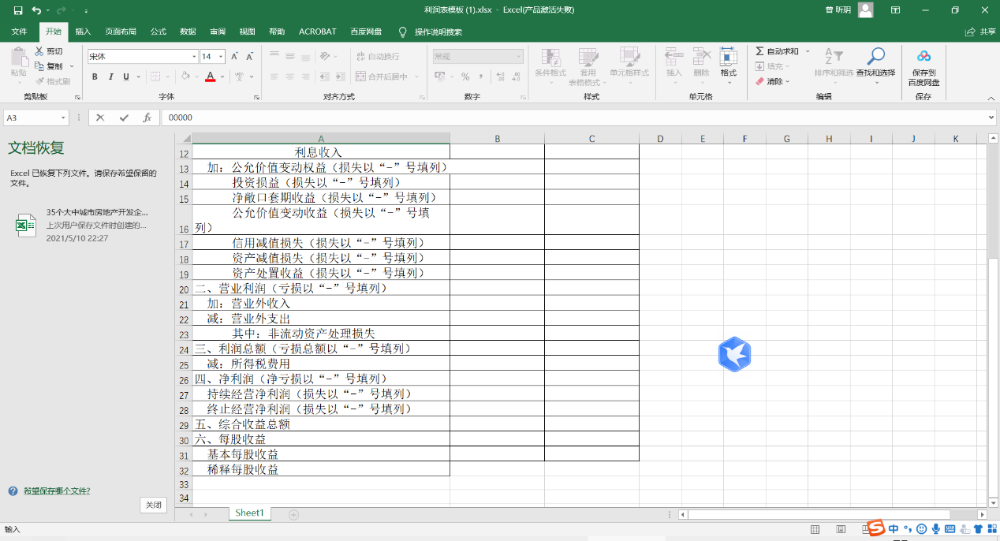 利润表模板 (1).xlsx - Excel(产品激活失败)
曾 听玥
文件 开始 插入 页面布局 公式 数据 审阅 视图 帮助 ACROBAT 百度网盘 操作说明搜索 共享
粘贴 剪切 复制 格式刷
宋体 14
B I U
自动换行
合并后居中
常规
条件格式 套用表格格式 单元格样式
插入 删除 格式
自动求和 填充 清除
排序和筛选 查找和选择
保存到百度网盘
剪贴板 字体 对齐方式 数字 样式 单元格 编辑 保存
A3 fx 00000
文档恢复
Excel 已恢复下列文件。请保存希望保留的
文件。
35个大中城市房地产开发企...
上次用户保存文件时创建的...
2021/5/10 22:27
希望保存哪个文件?
关闭
A B C D E F G H I J K
12 利息收入
13 加：公允价值变动权益（损失以“-”号填列）
14 投资损益（损失以“-”号填列）
15 净敞口套期收益（损失以“-”号填列）
公允价值变动收益（损失以“-”号填
16 列）
17 信用减值损失（损失以“-”号填列）
18 资产减值损失（损失以“-”号填列）
19 资产处置收益（损失以“-”号填列）
20 二、营业利润（亏损以“-”号填列）
21 加：营业外收入
22 减：营业外支出
23 其中：非流动资产处理损失
24 三、利润总额（亏损总额以“-”号填列）
25 减：所得税费用
26 四、净利润（净亏损以“-”号填列）
27 持续经营净利润（损失以“-”号填列）
28 终止经营净利润（损失以“-”号填列）
29 五、综合收益总额
30 六、每股收益
31 基本每股收益
32 稀释每股收益
33
34
Sheet1
输入
中